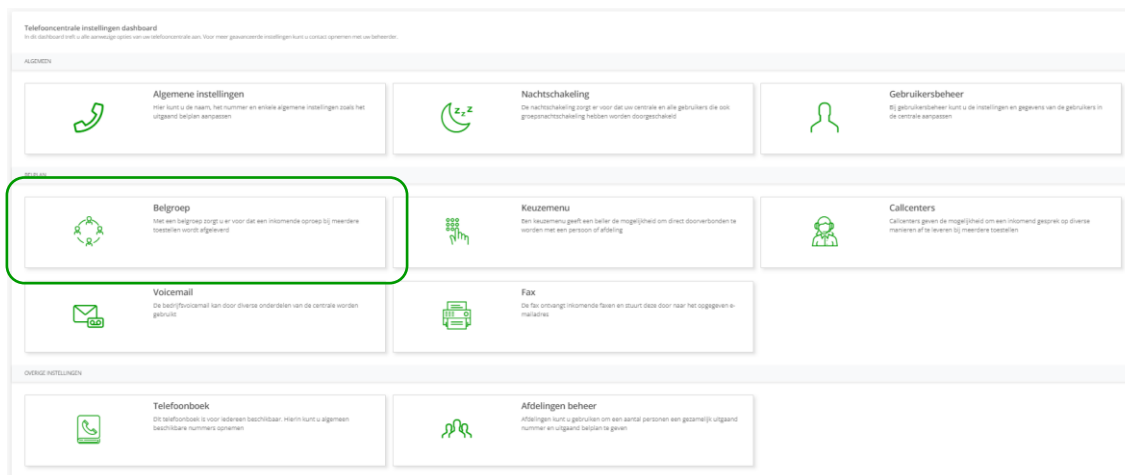 Telefooncentrale instellingen dashboard
In dit dashboard treft u alle aanwezige opties van uw telefooncentrale aan. Voor meer geavanceerde instellingen kunt u contact opnemen met uw beheerder.
ALGEMEEN
Algemene instellingen
Hier kunt u de naam, het nummer en enkele algemene instellingen zoals het
uitgaand belplan aanpassen
Nachtschakeling
De nachtschakeling zorgt er voor dat uw centrale en alle gebruikers die ook
groepsnachtschakeling hebben worden doorgeschakeld
Gebruikersbeheer
Bij gebruikersbeheer kunt u de instellingen en gegevens van de gebruikers in
de centrale aanpassen
Belgroep
Met een belgroep zorgt u er voor dat een inkomende oproep bij meerdere
toestellen wordt afgeleverd
Keuzemenu
Een keuzemenu geeft een beller de mogelijkheid om direct doorverbonden te
worden met een persoon of afdeling
Callcenters
Callcenters geven de mogelijkheid om een inkomend gesprek op diverse
manieren af te leveren bij meerdere toestellen
Voicemail
De bedrijfsvoicemail kan door diverse onderdelen van de centrale worden
gebruikt
Fax
De fax ontvangt inkomende faxen en stuurt deze door naar het opgegeven e-
mailadres
OVERIGE INSTELLINGEN
Telefoonboek
Dit telefoonboek is voor iedereen beschikbaar. Hierin kunt u algemeen
beschikbare nummers opnemen
Afdelingen beheer
Afdelingen kunt u gebruiken om een aantal personen een gezamelijk uitgaand
nummer en uitgaand belplan te geven